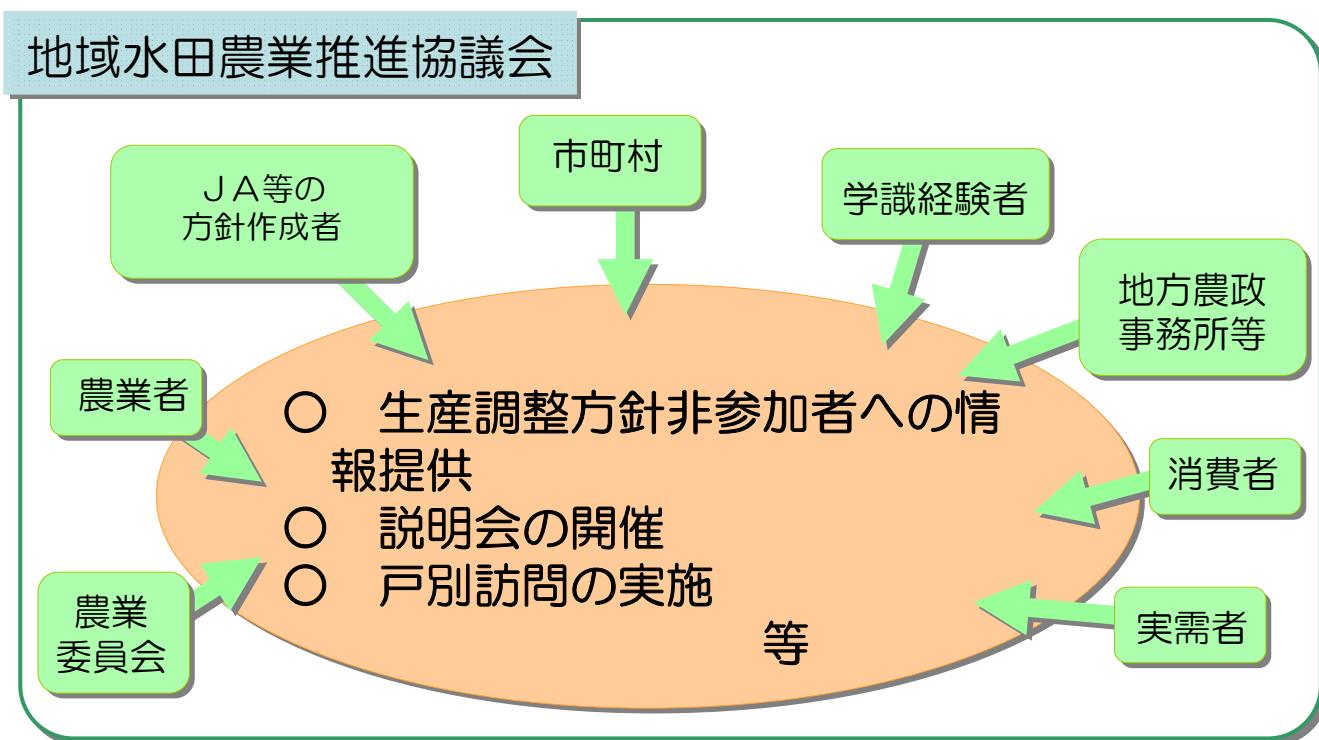 地域水田農業推進協議会
市町村
JA等の
方針作成者
学識経験者
地方農政
事務所等
農業者
○　生産調整方針非参加者への情
報提供
○　説明会の開催
○　戸別訪問の実施
等
消費者
農業
委員会
実需者